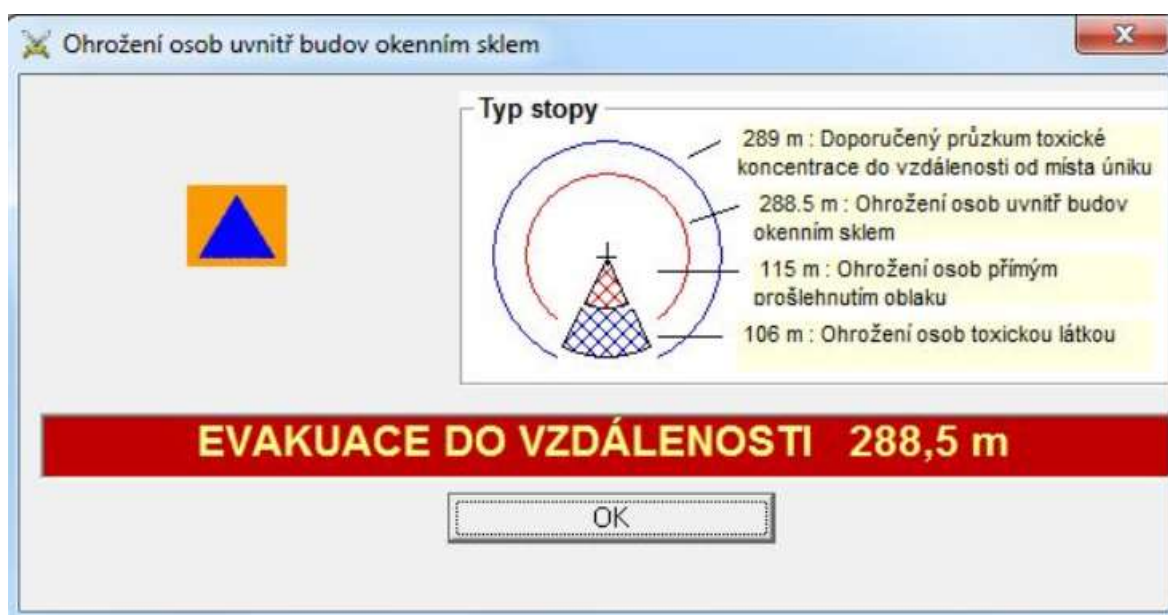 Ohrožení osob uvnitř budov okenním sklem
Typ stopy
289 m : Doporučený průzkum toxické
koncentrace do vzdálenosti od místa úniku
288.5 m : Ohrožení osob uvnitř budov
okenním sklem
115 m : Ohrožení osob přímým
prošlehnutím oblaku
106 m : Ohrožení osob toxickou látkou
EVAKUACE DO VZDÁLENOSTI 288,5 m
OK